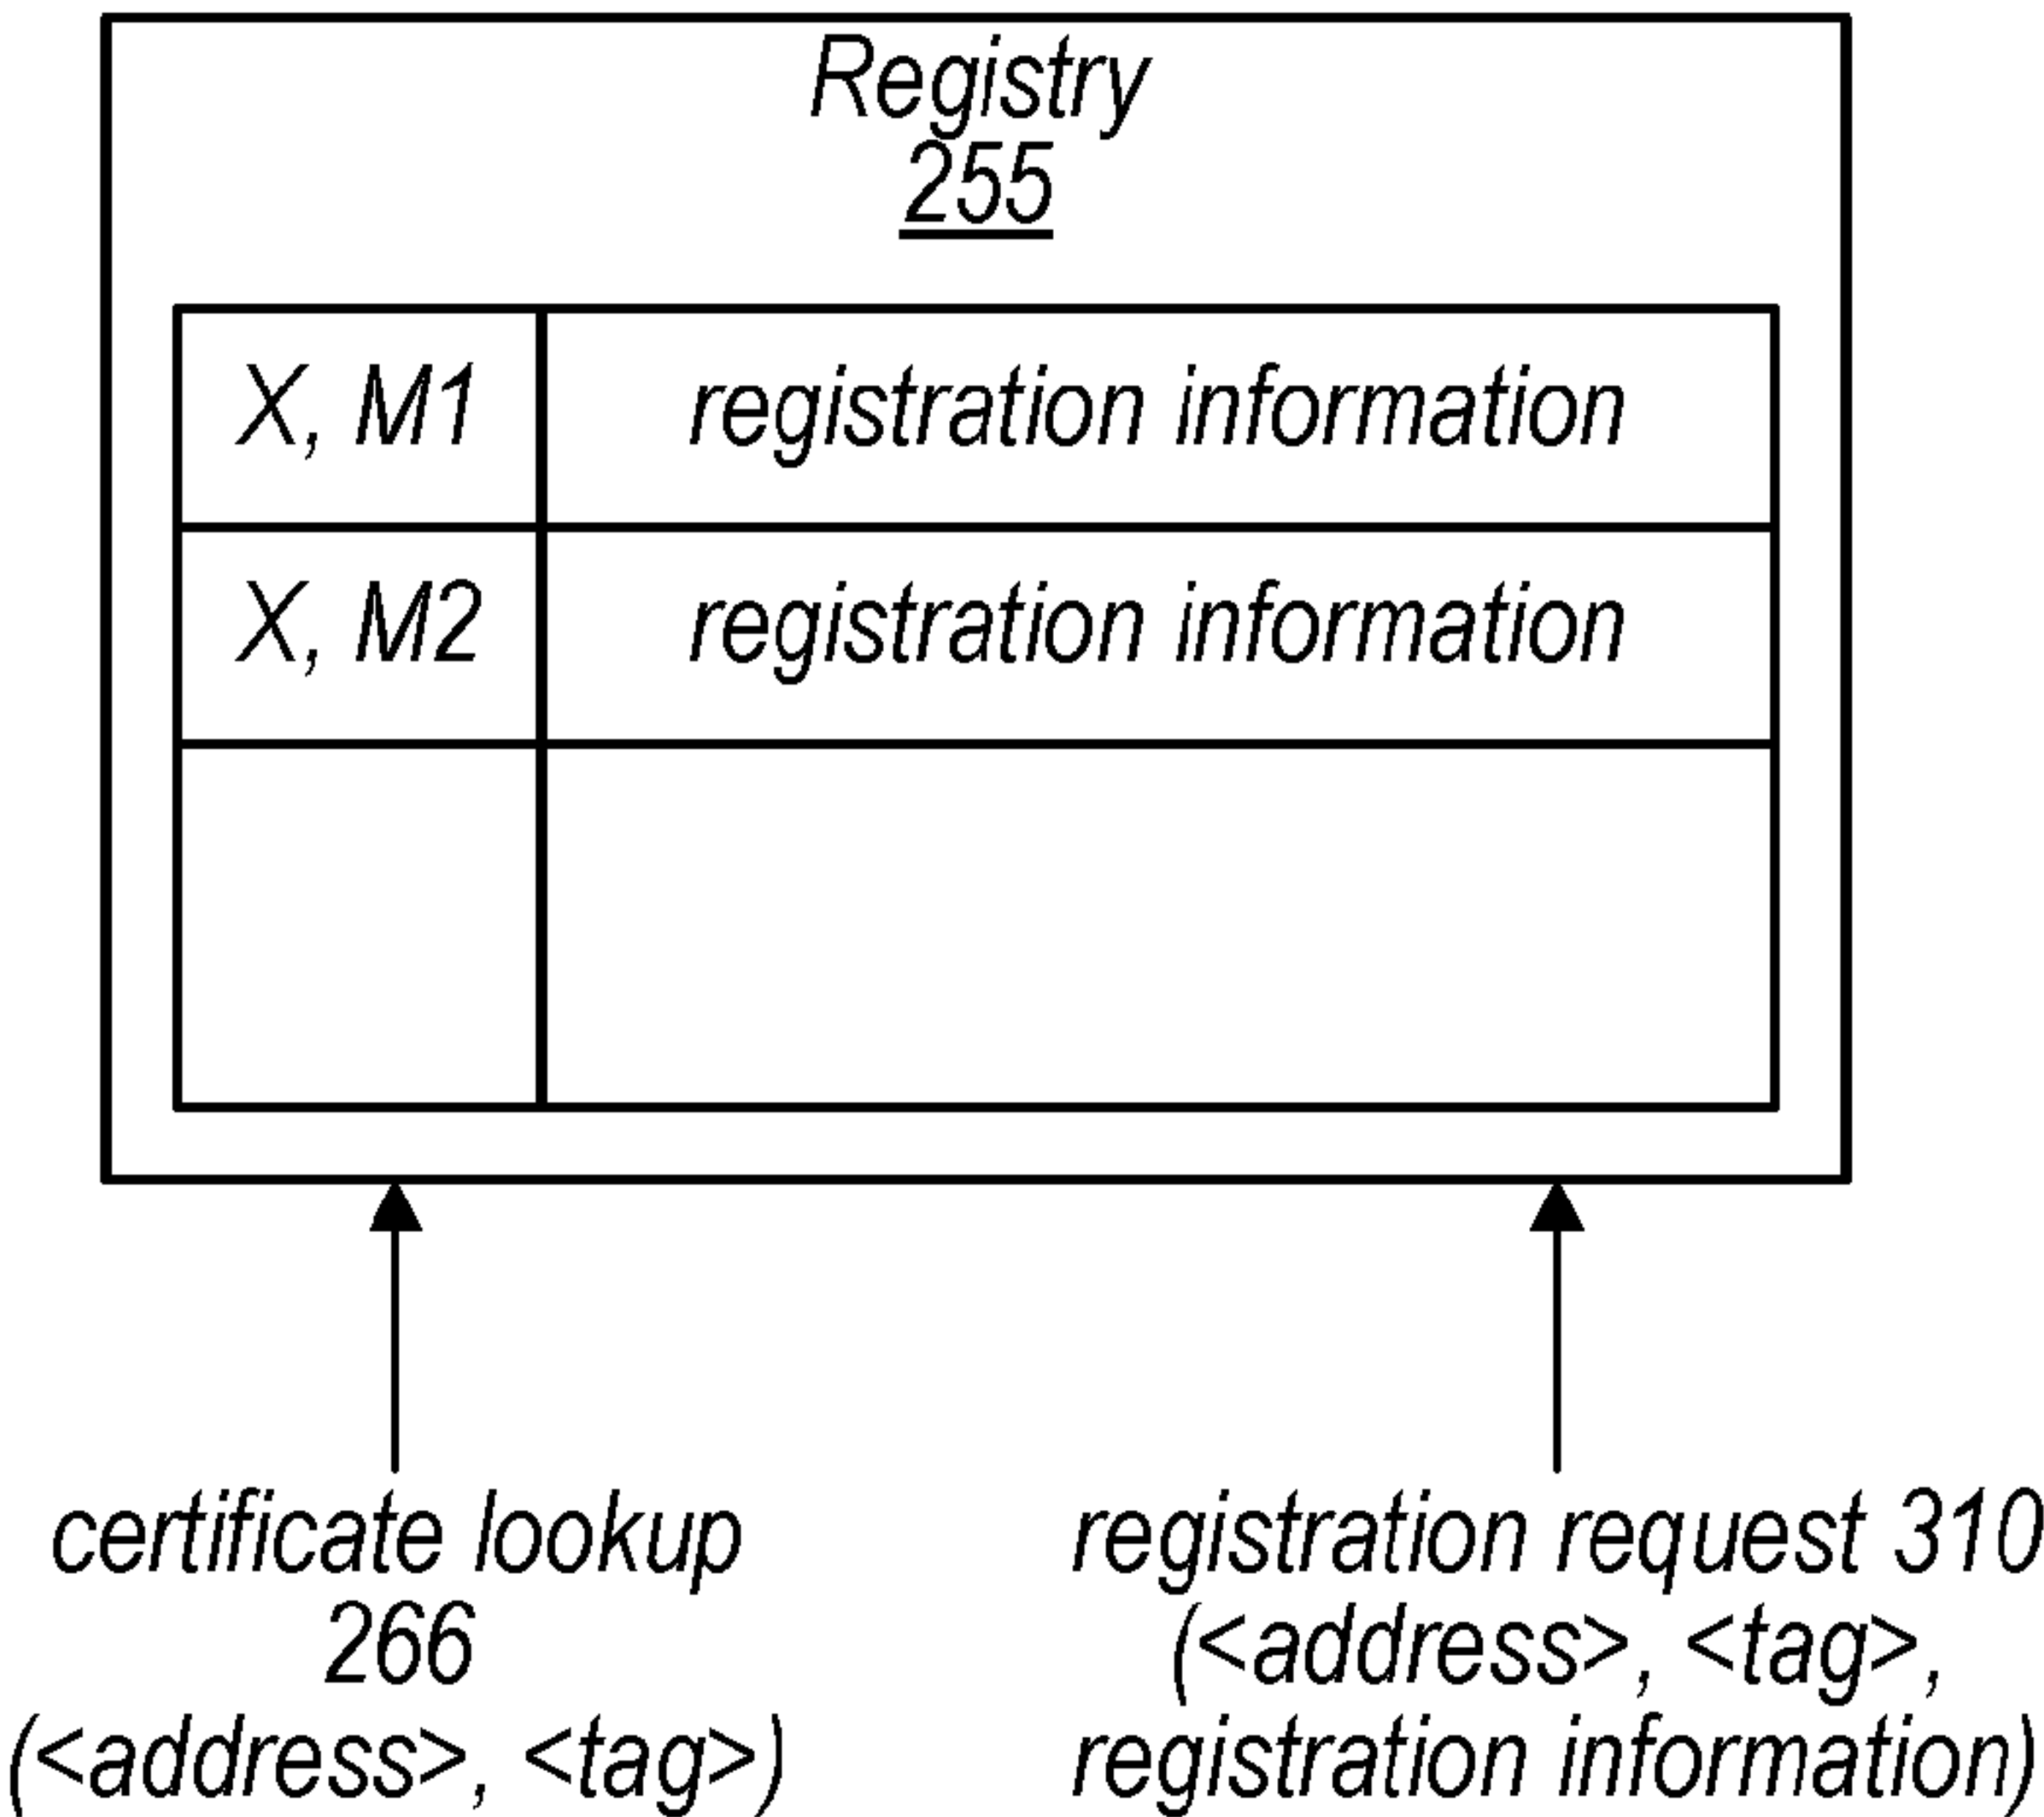 Registry
255
X, M1 registration information
X, M2 registration information
certificate lookup
266
(<address>, <tag>)
registration request 310
(<address>, <tag>,
registration information)